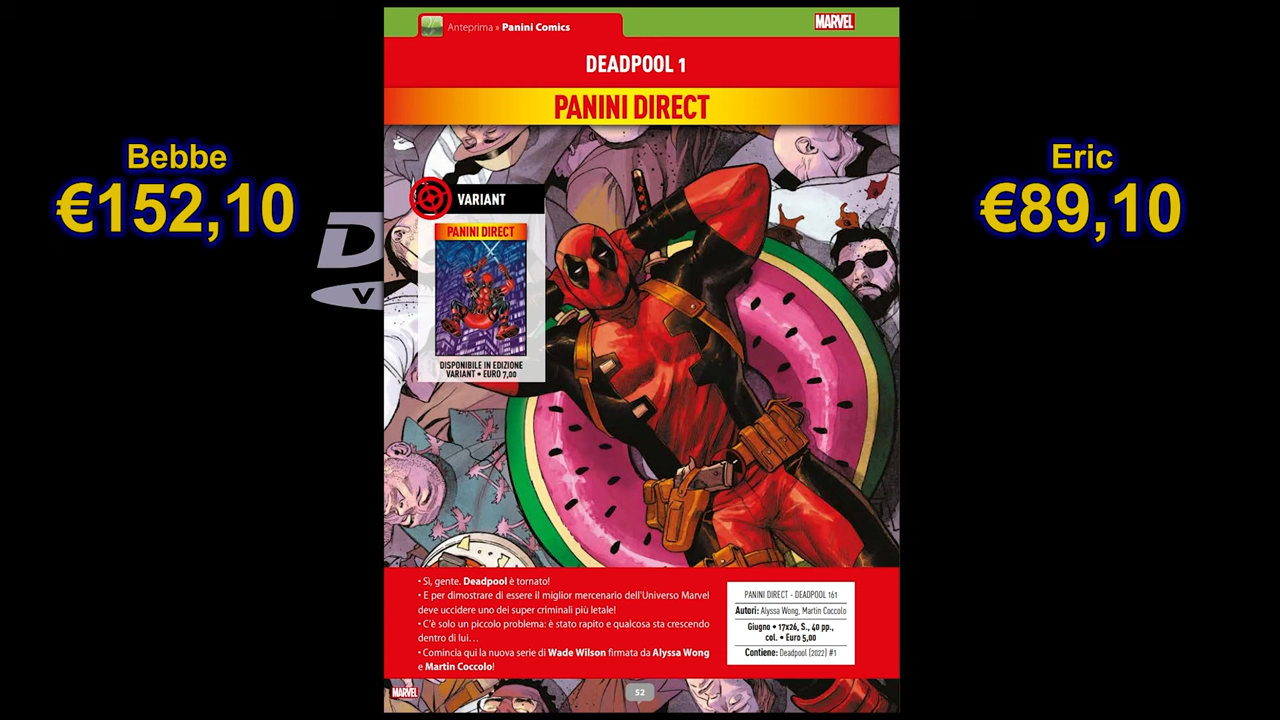 Anteprima » Panini Comics
MARVEL
DEADPOOL 1
PANINI DIRECT
Bebbe
€152,10
Eric
€89,10
VARIANT
PANINI DIRECT
DISPONIBILE IN EDIZIONE
VARIANT • EURO 7,00
D
V
• Sì, gente. Deadpool è tornato!
• E per dimostrare di essere il miglior mercenario dell'Universo Marvel
deve uccidere uno dei super criminali più letale!
• C'è solo un piccolo problema: è stato rapito e qualcosa sta crescendo
dentro di lui…
• Comincia qui la nuova serie di Wade Wilson firmata da Alyssa Wong
e Martin Coccolo!
PANINI DIRECT - DEADPOOL 161
Autori: Alyssa Wong, Martin Coccolo
Giugno • 17x26, S., 40 pp.,
col. • Euro 5,00
Contiene: Deadpool (2022) #1
MARVEL
52